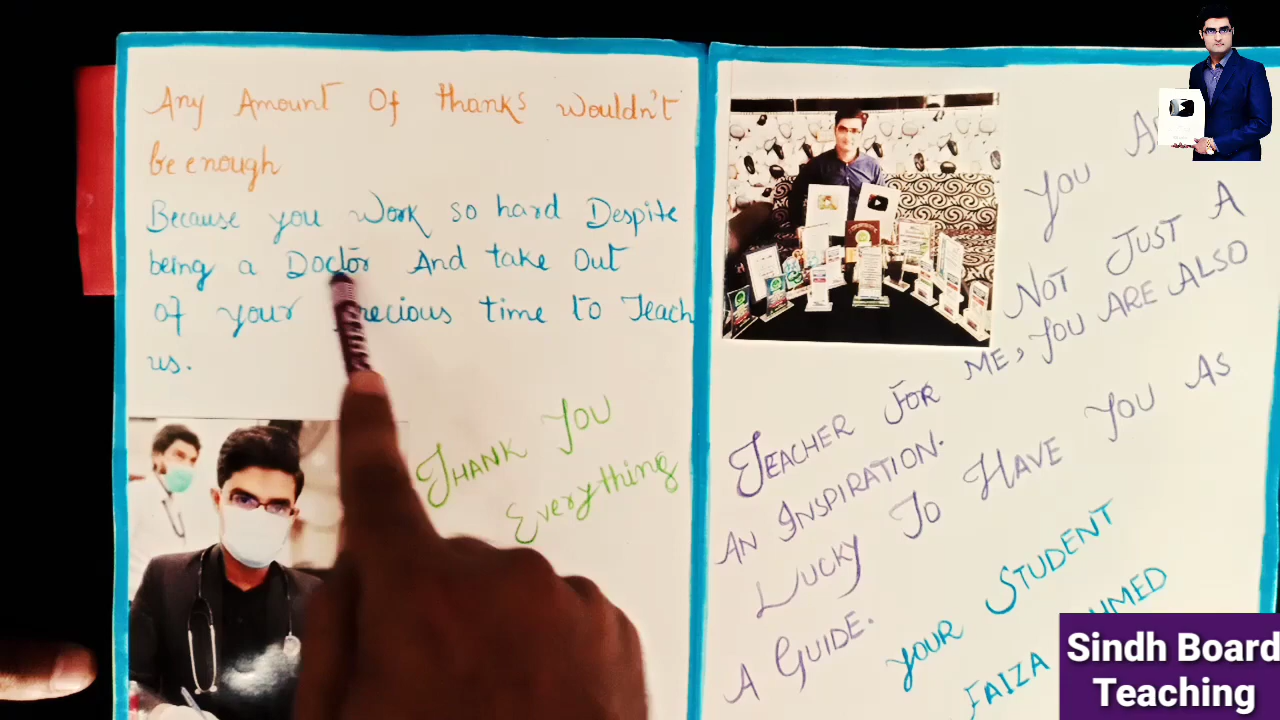 Any Amount Of thanks Wouldn't
be enough
Because you Work so hard Despite
being a Doctor And take Out
of your Precious time to Teach
us.
Thank You
Everything
You
Not Just A
Teacher For Me, You Are Also
An Inspiration.
Lucky To Have You As
A Guide.
Your Student
Faiza
Sindh Board
Teaching